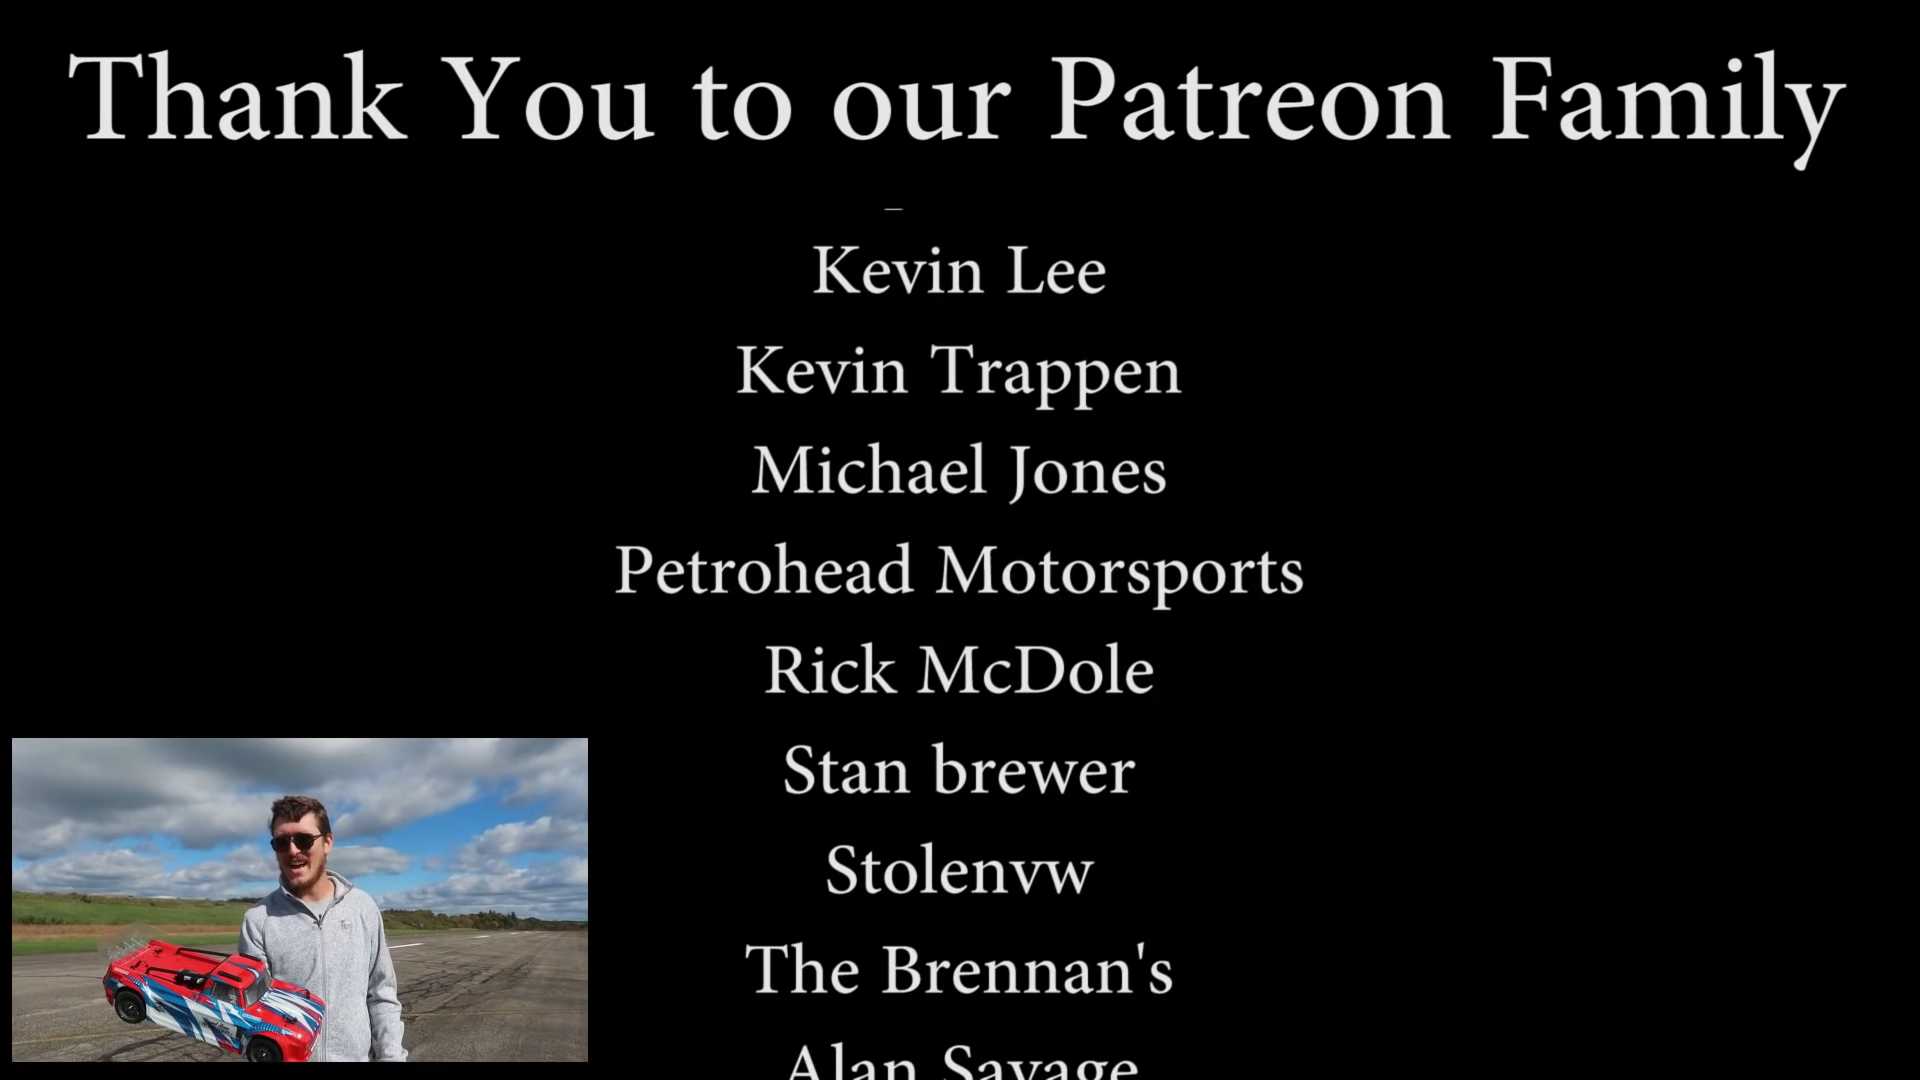 Thank You to our Patreon Family
Kevin Lee
Kevin Trappen
Michael Jones
Petrohead Motorsports
Rick McDole
Stan brewer
Stolenvw
The Brennan's
Alan Savage